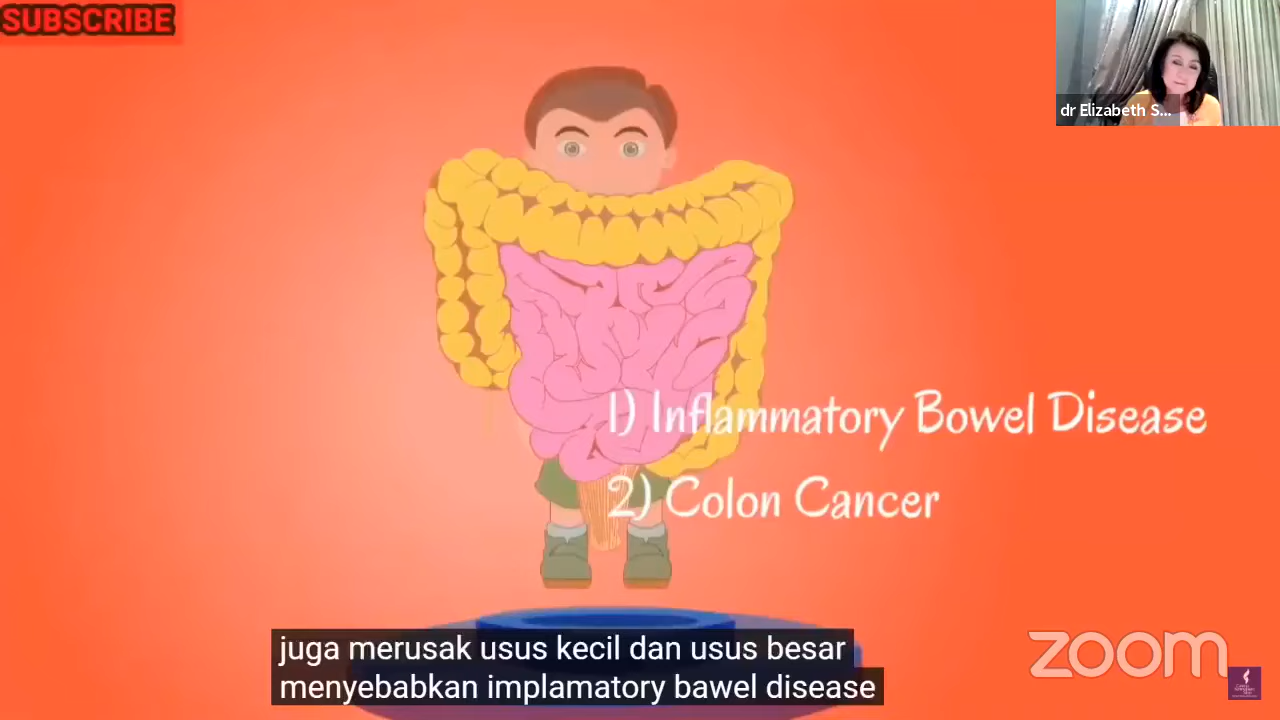 SUBSCRIBE
dr Elizabeth S...
1) Inflammatory Bowel Disease
2) Colon Cancer
juga merusak usus kecil dan usus besar
menyebabkan implamatory bawel disease
zoom